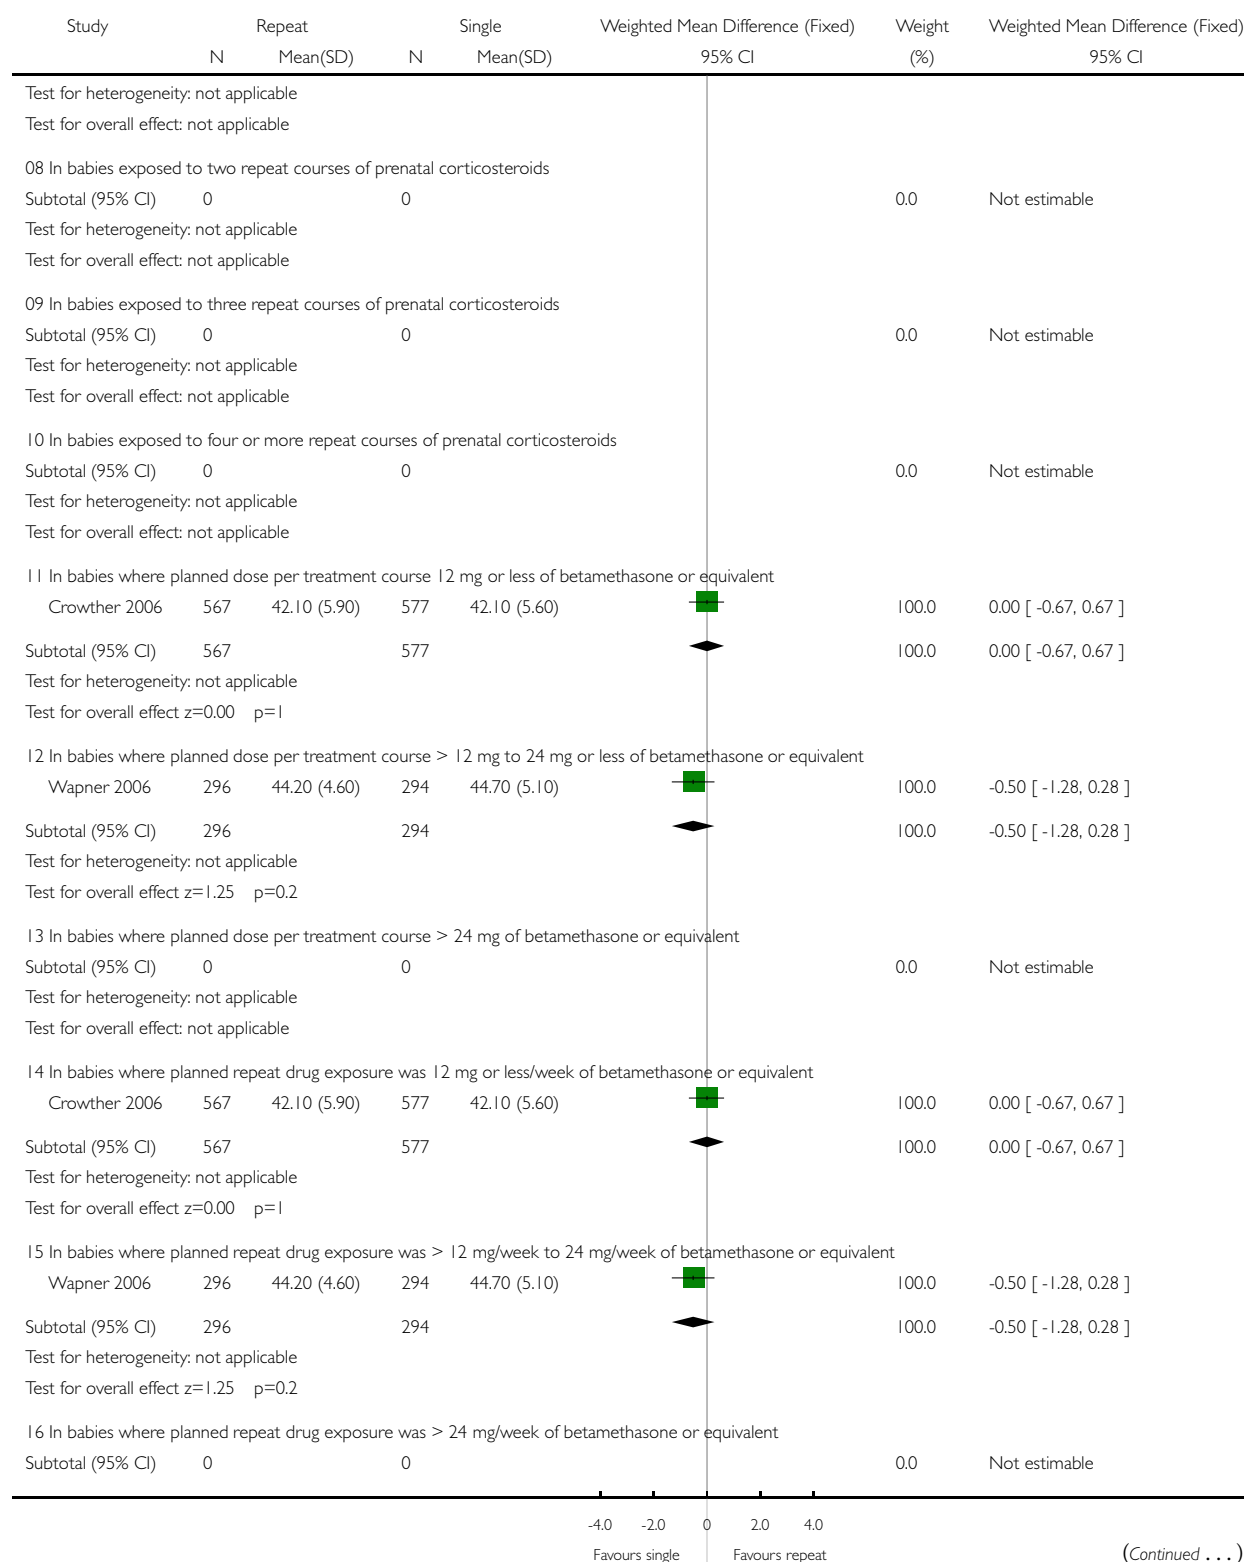 Study Repeat Single Weighted Mean Difference (Fixed) Weight Weighted Mean Difference (Fixed)
N Mean(SD) N Mean(SD) 95% CI (%) 95% CI
Test for heterogeneity: not applicable
Test for overall effect: not applicable
08 In babies exposed to two repeat courses of prenatal corticosteroids
Subtotal (95% CI) 0 0 0.0 Not estimable
Test for heterogeneity: not applicable
Test for overall effect: not applicable
09 In babies exposed to three repeat courses of prenatal corticosteroids
Subtotal (95% CI) 0 0 0.0 Not estimable
Test for heterogeneity: not applicable
Test for overall effect: not applicable
10 In babies exposed to four or more repeat courses of prenatal corticosteroids
Subtotal (95% CI) 0 0 0.0 Not estimable
Test for heterogeneity: not applicable
Test for overall effect: not applicable
11 In babies where planned dose per treatment course 12 mg or less of betamethasone or equivalent
Crowther 2006 567 42.10 (5.90) 577 42.10 (5.60) 100.0 0.00 [ -0.67, 0.67 ]
Subtotal (95% CI) 567 577 100.0 0.00 [ -0.67, 0.67 ]
Test for heterogeneity: not applicable
Test for overall effect z=0.00 p=1
12 In babies where planned dose per treatment course > 12 mg to 24 mg or less of betamethasone or equivalent
Wapner 2006 296 44.20 (4.60) 294 44.70 (5.10) 100.0 -0.50 [ -1.28, 0.28 ]
Subtotal (95% CI) 296 294 100.0 -0.50 [ -1.28, 0.28 ]
Test for heterogeneity: not applicable
Test for overall effect z=1.25 p=0.2
13 In babies where planned dose per treatment course > 24 mg of betamethasone or equivalent
Subtotal (95% CI) 0 0 0.0 Not estimable
Test for heterogeneity: not applicable
Test for overall effect: not applicable
14 In babies where planned repeat drug exposure was 12 mg or less/week of betamethasone or equivalent
Crowther 2006 567 42.10 (5.90) 577 42.10 (5.60) 100.0 0.00 [ -0.67, 0.67 ]
Subtotal (95% CI) 567 577 100.0 0.00 [ -0.67, 0.67 ]
Test for heterogeneity: not applicable
Test for overall effect z=0.00 p=1
15 In babies where planned repeat drug exposure was > 12 mg/week to 24 mg/week of betamethasone or equivalent
Wapner 2006 296 44.20 (4.60) 294 44.70 (5.10) 100.0 -0.50 [ -1.28, 0.28 ]
Subtotal (95% CI) 296 294 100.0 -0.50 [ -1.28, 0.28 ]
Test for heterogeneity: not applicable
Test for overall effect z=1.25 p=0.2
16 In babies where planned repeat drug exposure was > 24 mg/week of betamethasone or equivalent
Subtotal (95% CI) 0 0 0.0 Not estimable
-4.0 -2.0 0 2.0 4.0
Favours single Favours repeat (Continued . . . )